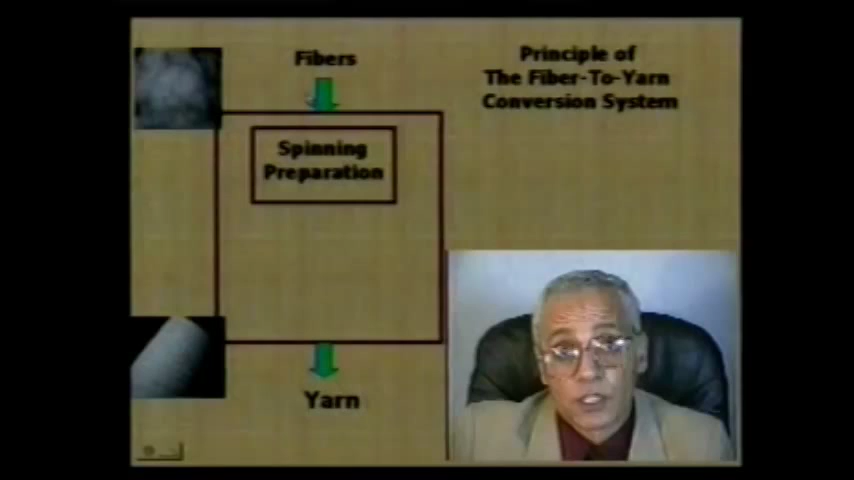 Fibers
Principle of
The Fiber-To-Yarn
Conversion System
Spinning
Preparation
Yarn